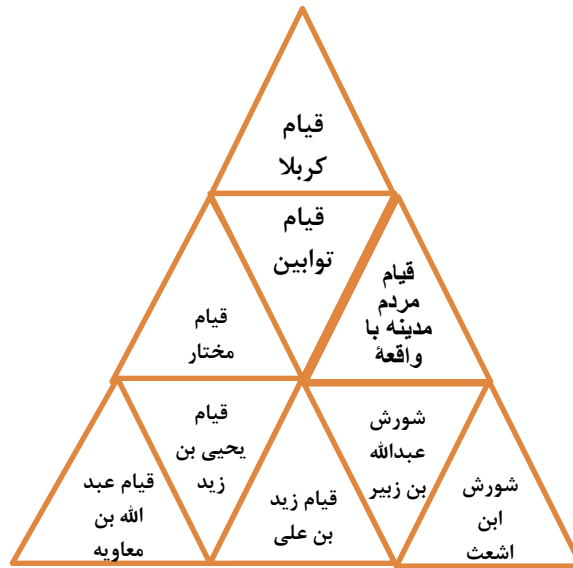 قیام
کربلا
قیام
توابین
قیام
مردم
مدینه با
واقعهٔ
قیام
مختار
شورش
عبدالله
بن زبیر
قیام
یحیی بن
زید
شورش
ابن
اشعث
قیام زید
بن علی
قیام عبد
الله بن
معاویه